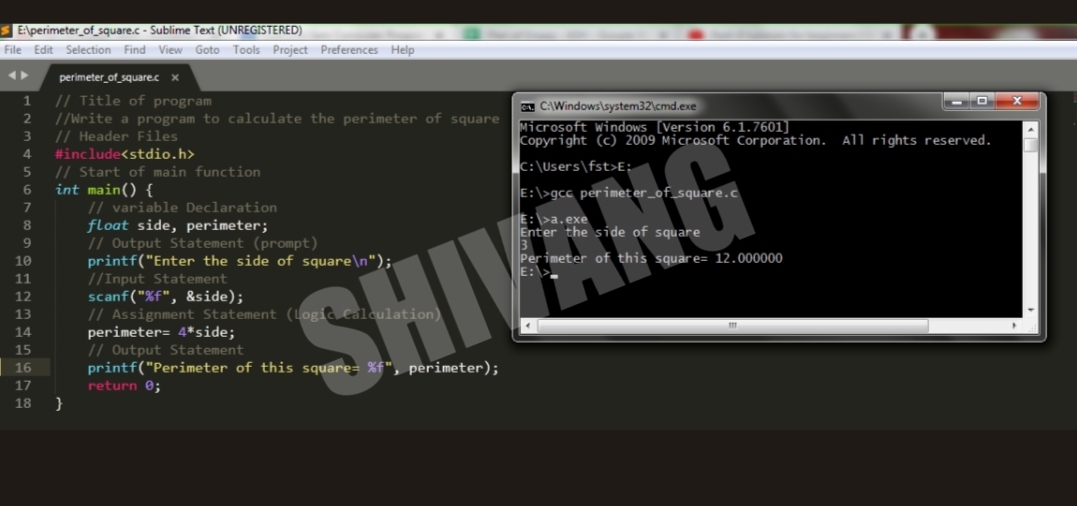 E:\perimeter_of_square.c - Sublime Text (UNREGISTERED)
File Edit Selection Find View Goto Tools Project Preferences Help
perimeter_of_square.c x
1 // Title of program
2 //Write a program to calculate the perimeter of square
3 // Header Files
4 #include<stdio.h>
5 // Start of main function
6 int main() {
7 // variable Declaration
8 float side, perimeter;
9 // Output Statement (prompt)
10 printf("Enter the side of square\n");
11 //Input Statement
12 scanf("%f", &side);
13 // Assignment Statement (Logic Calculation)
14 perimeter= 4*side;
15 // Output Statement
16 printf("Perimeter of this square= %f", perimeter);
17 return 0;
18 }
C:\Windows\system32\cmd.exe
Microsoft Windows [Version 6.1.7601]
Copyright (c) 2009 Microsoft Corporation. All rights reserved.
C:\Users\fst>E:
E:\>gcc perimeter_of_square.c
E:\>a.exe
Enter the side of square
3
Perimeter of this square= 12.000000
E:\>_
SHIVANG